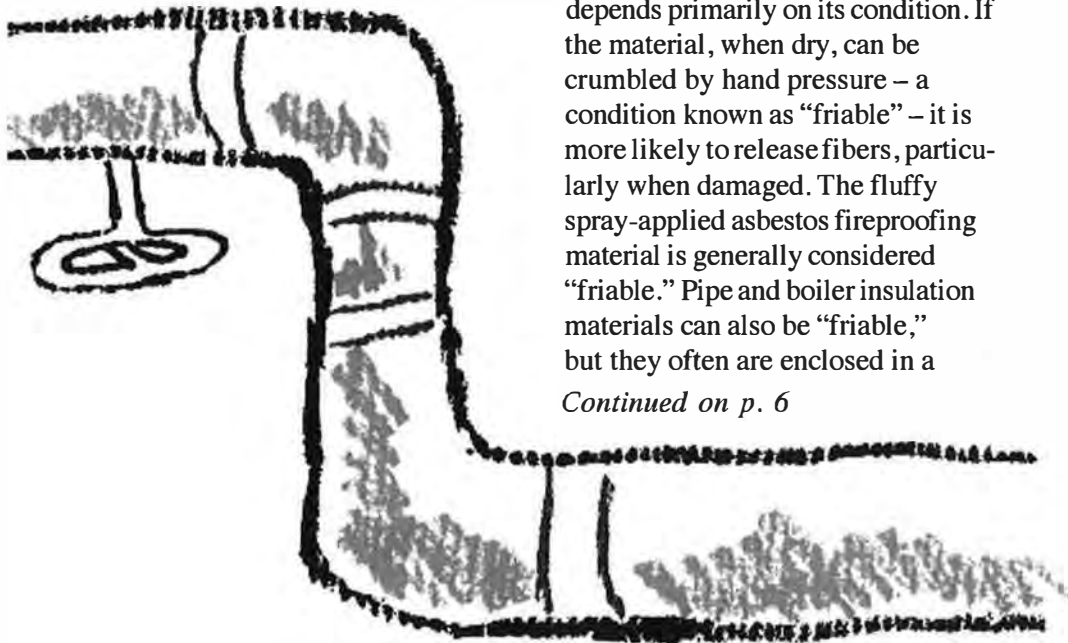 depends primarily on its condition. If
the material, when dry, can be
crumbled by hand pressure – a
condition known as “friable” – it is
more likely to release fibers, particu-
larly when damaged. The fluffy
spray-applied asbestos fireproofing
material is generally considered
“friable.” Pipe and boiler insulation
materials can also be “friable,”
but they often are enclosed in a
Continued on p. 6